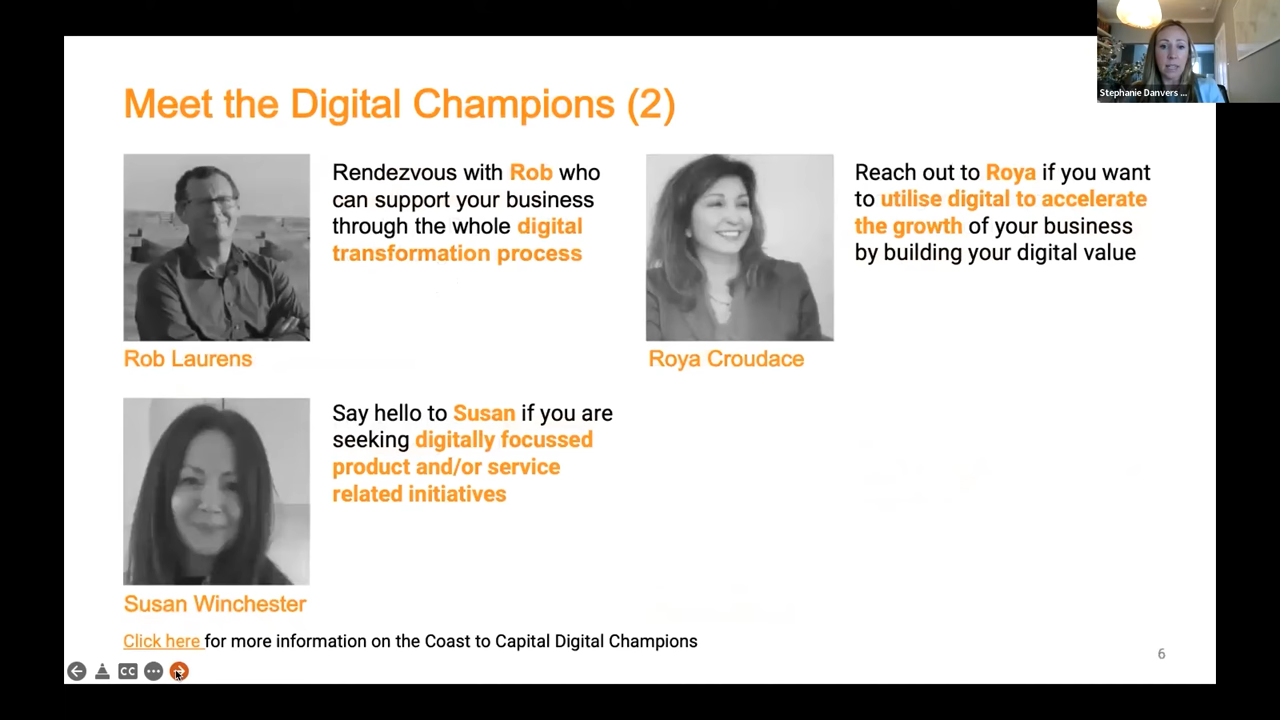 Stephanie Danvers ...
Meet the Digital Champions (2)
Rendezvous with Rob who
can support your business
through the whole digital
transformation process
Rob Laurens
Reach out to Roya if you want
to utilise digital to accelerate
the growth of your business
by building your digital value
Roya Croudace
Say hello to Susan if you are
seeking digitally focussed
product and/or service
related initiatives
Susan Winchester
Click here for more information on the Coast to Capital Digital Champions
6
CC